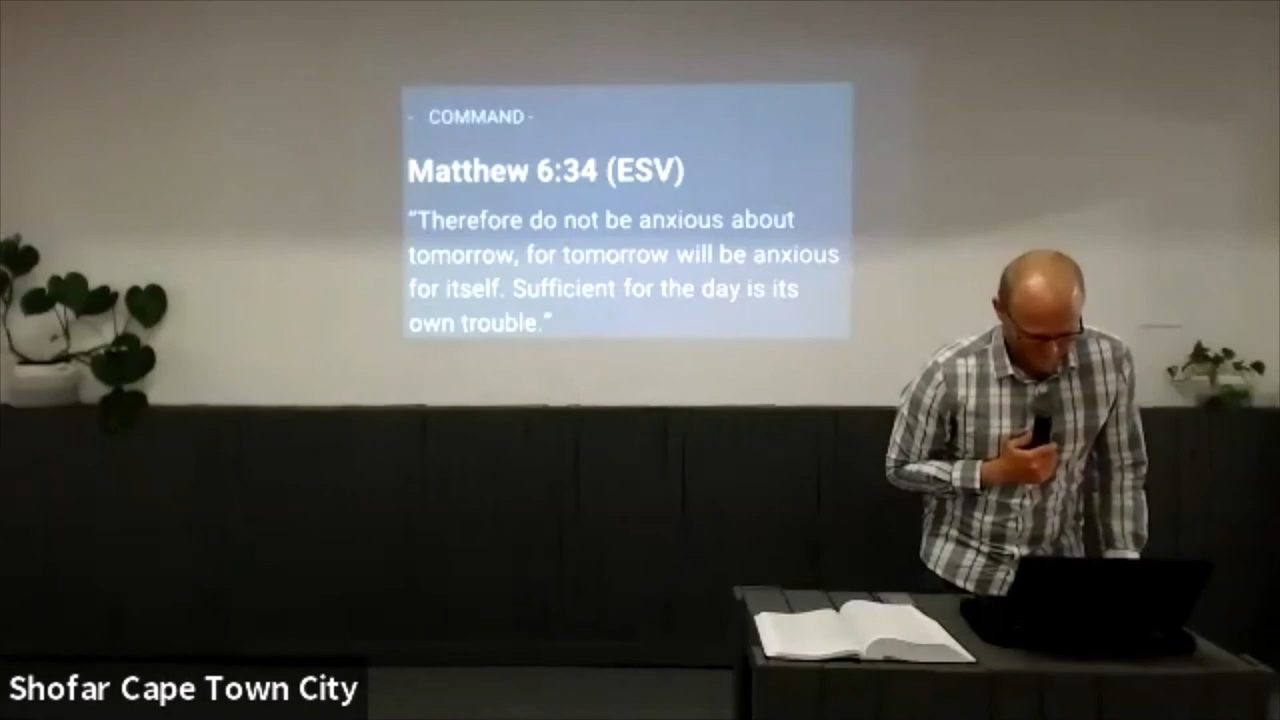 - COMMAND -
Matthew 6:34 (ESV)
“Therefore do not be anxious about
tomorrow, for tomorrow will be anxious
for itself. Sufficient for the day is its
own trouble.”
Shofar Cape Town City